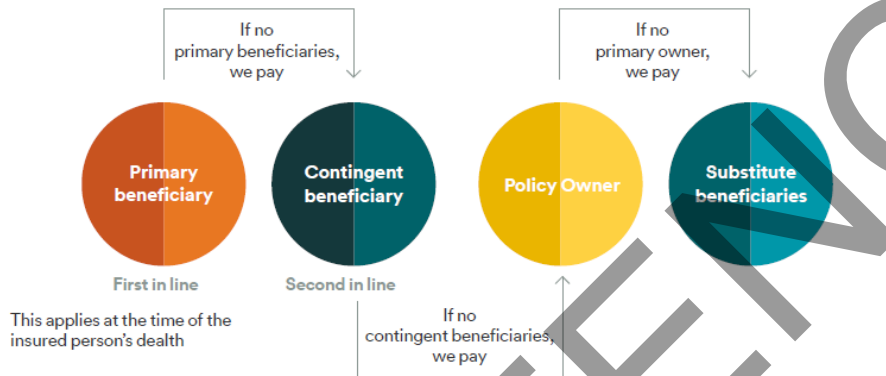 If no
primary beneficiaries,
we pay
If no
primary owner,
we pay
Primary
beneficiary
Contingent
beneficiary
Policy Owner
Substitute
beneficiaries
First in line
Second in line
This applies at the time of the
insured person's dealth
If no
contingent beneficiaries,
we pay